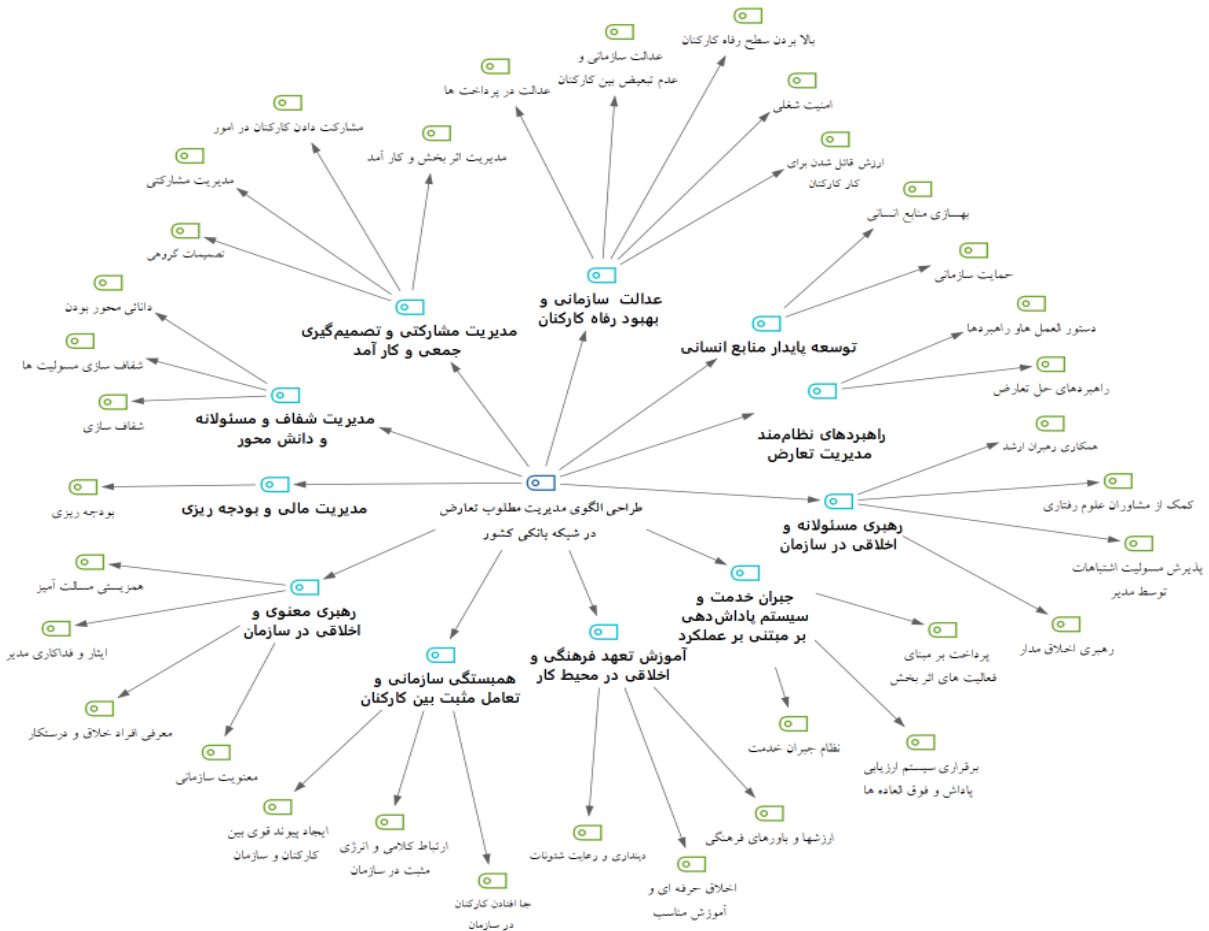 بالا بردن سطح رفاه کارکنان
عدالت سازمانی و
عدم تبعیض بین کارکنان
عدالت در پرداخت ها
امنیت شغلی
ارزش قائل شدن برای
کار کارکنان
مشارکت دادن کارکنان در امور
مدیریت اثر بخش و کار آمد
مدیریت مشارکتی
تصمیمات گروهی
بهسازی منابع انسانی
حمایت سازمانی
عدالت سازمانی و
بهبود رفاه کارکنان
مدیریت مشارکتی و تصمیم‌گیری
جمعی و کار آمد
توسعه پایدار منابع انسانی
دانائی محور بودن
شفاف سازی مسولیت ها
شفاف سازی
دستور العمل هاو راهبردها
راهبردهای حل تعارض
مدیریت شفاف و مسئولانه
و دانش محور
راهبردهای نظام‌مند
مدیریت تعارض
همکاری رهبران ارشد
کمک از مشاوران علوم رفتاری
پذیرش مسولیت اشتباهات
توسط مدیر
رهبری اخلاق مدار
رهبری مسئولانه و
اخلاقی در سازمان
طراحی الگوی مدیریت مطلوب تعارض
در شبکه بانکی کشور
مدیریت مالی و بودجه ریزی
بودجه ریزی
همزیستی مسالت آمیز
ایثار و فداکاری مدیر
معرفی افراد خلاق و درستکار
معنویت سازمانی
رهبری معنوی و
اخلاقی در سازمان
جبران خدمت و
سیستم پاداش‌دهی
بر مبتنی بر عملکرد
پرداخت بر مبنای
فعالیت های اثر بخش
برقراری سیستم ارزیابی
پاداش و فوق العاده ها
نظام جبران خدمت
آموزش تعهد فرهنگی و
اخلاقی در محیط کار
ارزشها و باورهای فرهنگی
اخلاق حرفه ای و
آموزش مناسب
دینداری و رعایت شئونات
همبستگی سازمانی و
تعامل مثبت بین کارکنان
ایجاد پیوند قوی بین
کارکنان و سازمان
ارتباط کلامی و انرژی
مثبت در سازمان
جا افتادن کارکنان
در سازمان